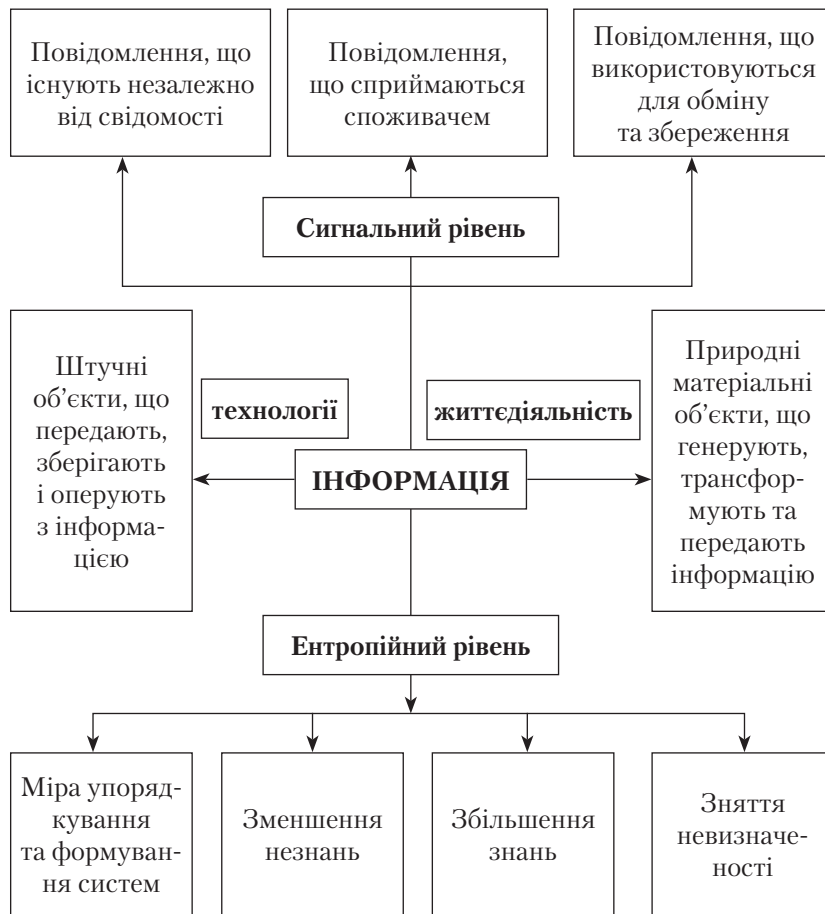 Повідомлення, що
існують незалежно
від свідомості
Повідомлення,
що сприймаються
споживачем
Повідомлення, що
використовуються
для обміну
та збереження
Сигнальний рівень
Штучні
об’єкти, що
передають,
зберігають
і оперують
з інформа-
цією
технології
життєдіяльність
ІНФОРМАЦІЯ
Природні
матеріальні
об’єкти, що
генерують,
трансфор-
мують та
передають
інформацію
Ентропійний рівень
Міра упоряд-
кування
та формуван-
ня систем
Зменшення
незнань
Збільшення
знань
Зняття
невизначе-
ності